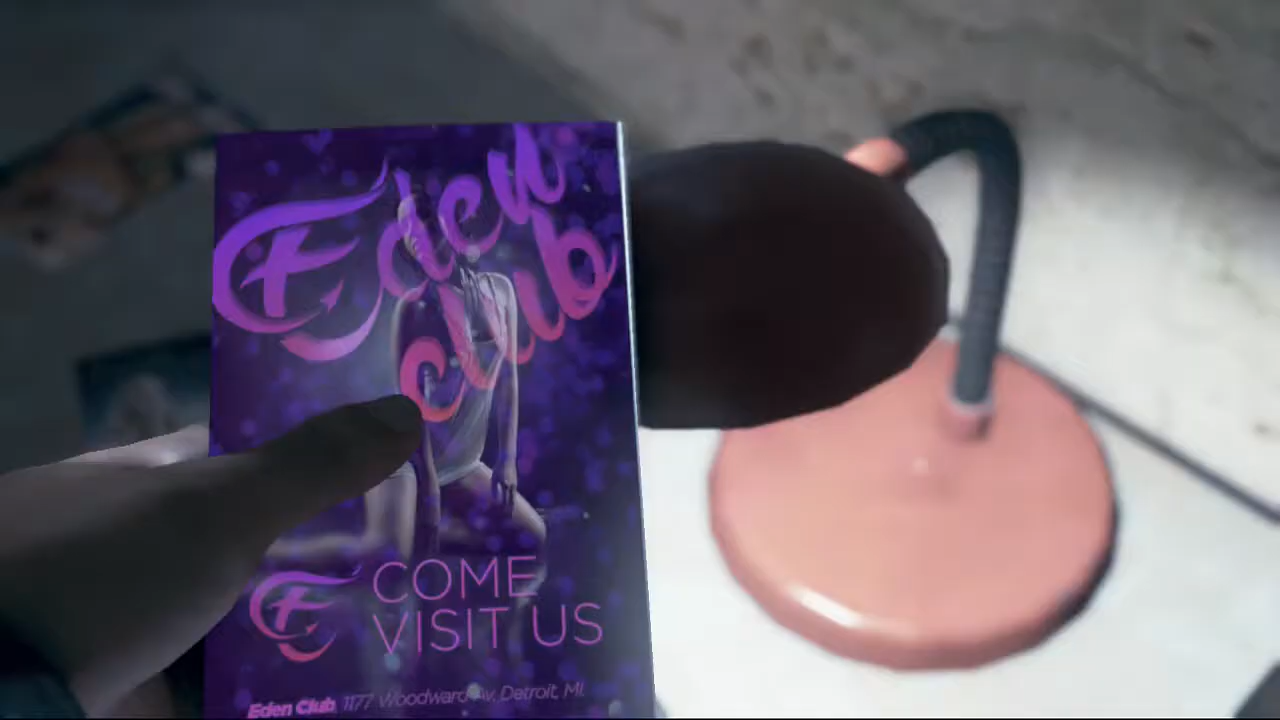 Eden
club
COME
VISIT US
Eden Club 1177 Woodward Av, Detroit, MI.